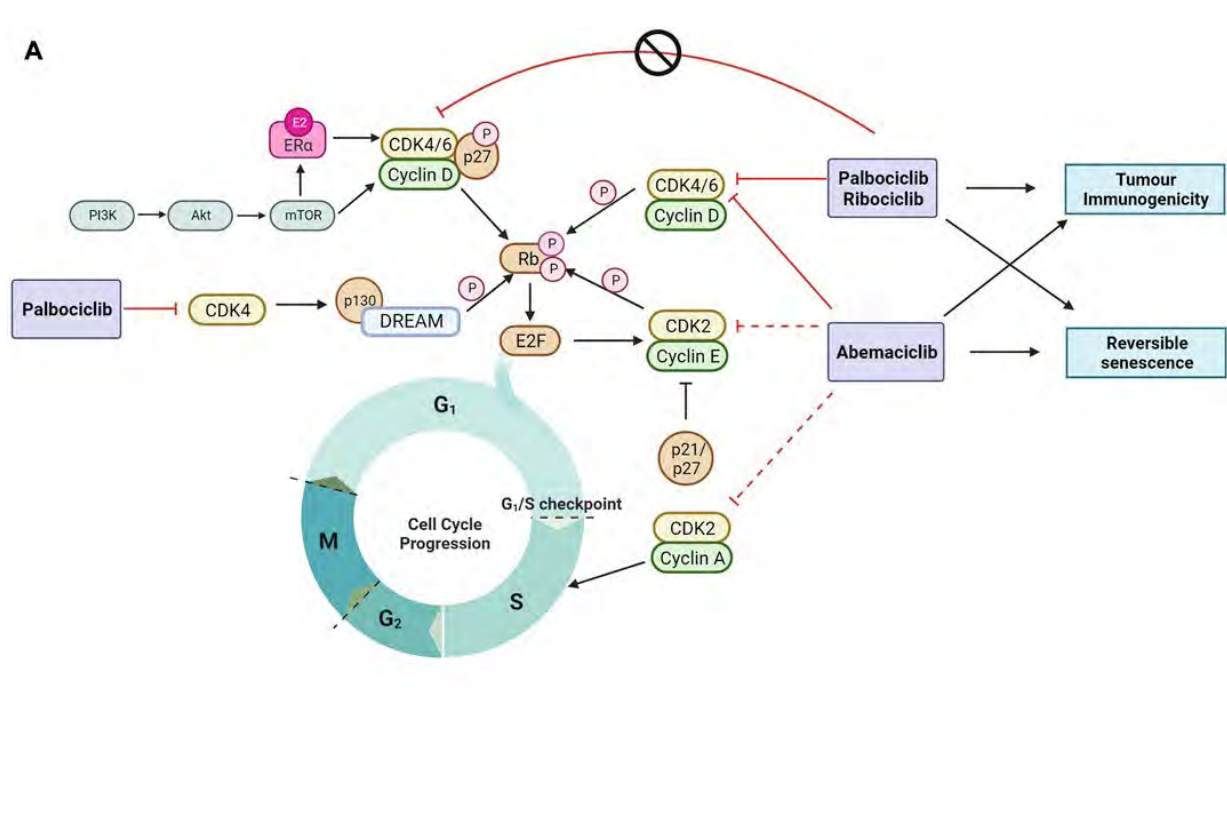 A
E2
ERα
CDK4/6
P
p27
Cyclin D
PI3K
Akt
mTOR
P
CDK4/6
Cyclin D
Palbociclib
Ribociclib
Tumour
Immunogenicity
Rb
P
P
Palbociclib
CDK4
p130
DREAM
P
P
E2F
CDK2
Cyclin E
Abemaciclib
Reversible
senescence
G₁
p21/
p27
G₁/S checkpoint
Cell Cycle
Progression
M
CDK2
Cyclin A
S
G₂